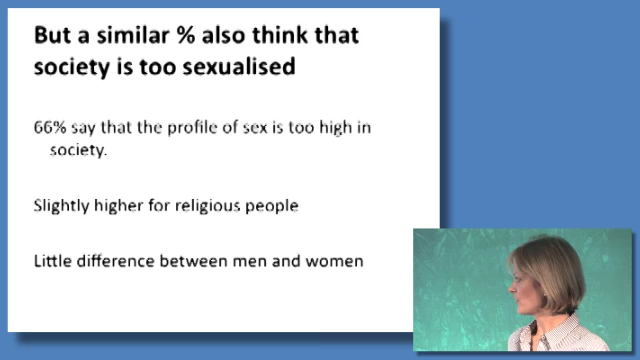 But a similar % also think that
society is too sexualised
66% say that the profile of sex is too high in
society.
Slightly higher for religious people
Little difference between men and women